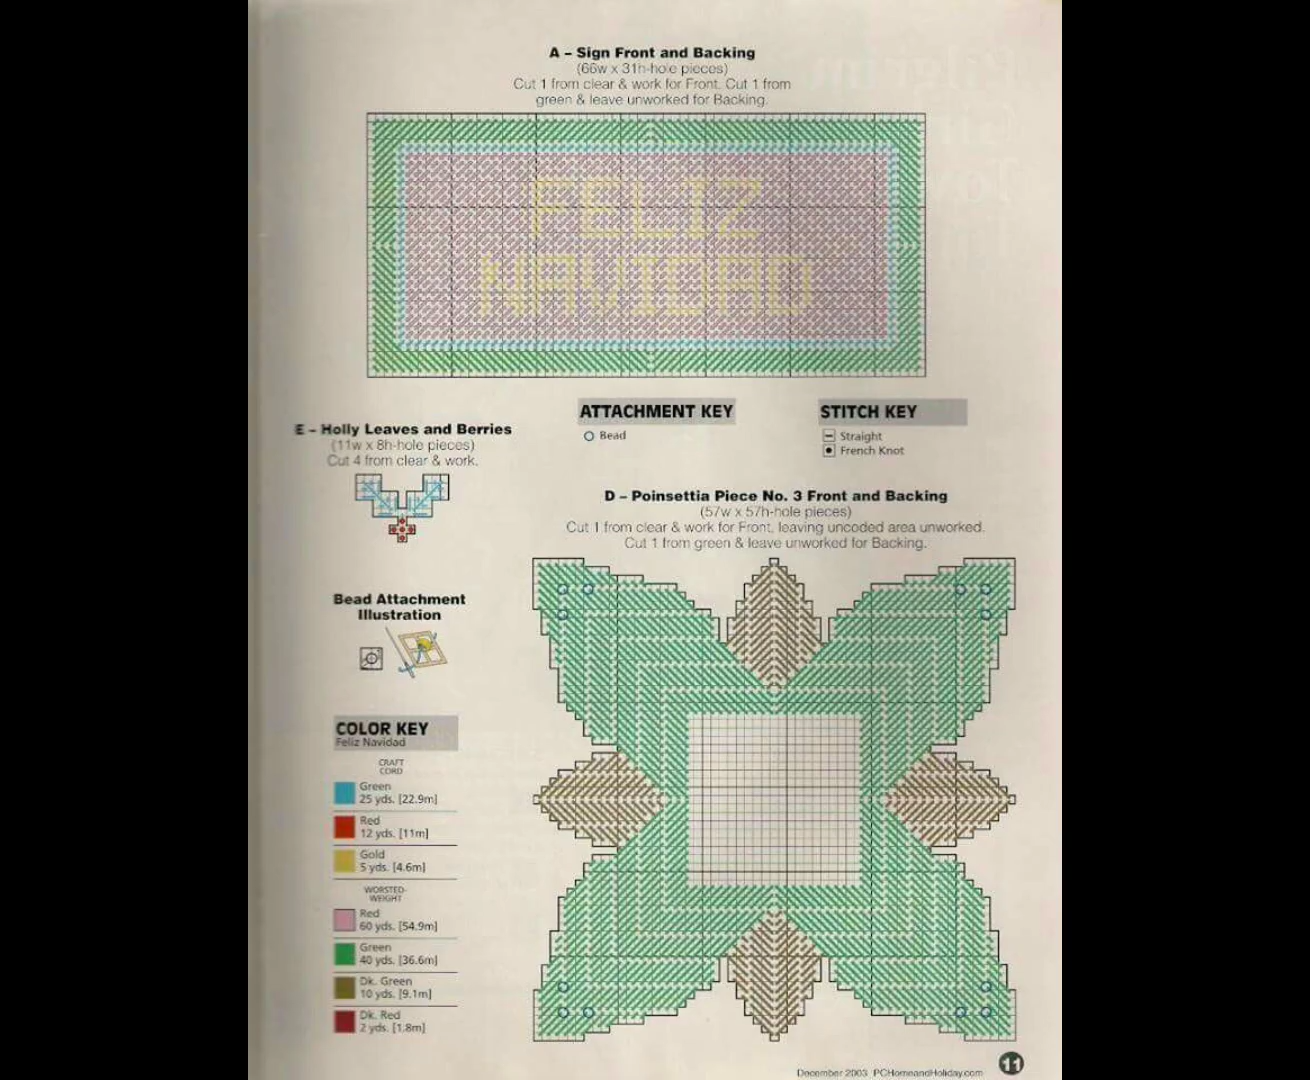 A – Sign Front and Backing
(66w x 31h-hole pieces)
Cut 1 from clear & work for Front. Cut 1 from
green & leave unworked for Backing.
FELIZ
NAVIDAD
E – Holly Leaves and Berries
(11w x 8h-hole pieces)
Cut 4 from clear & work.
ATTACHMENT KEY
Bead
STITCH KEY
Straight
French Knot
D – Poinsettia Piece No. 3 Front and Backing
(57w x 57h-hole pieces)
Cut 1 from clear & work for Front, leaving uncoded area unworked.
Cut 1 from green & leave unworked for Backing.
Bead Attachment
Illustration
COLOR KEY
Feliz Navidad
CRAFT
CORD
Green
25 yds. [22.9m]
Red
12 yds. [11m]
Gold
5 yds. [4.6m]
WORSTED-
WEIGHT
Red
60 yds. [54.9m]
Green
40 yds. [36.6m]
Dk. Green
10 yds. [9.1m]
Dk. Red
2 yds. [1.8m]
December 2003 PCHomeandHoliday.com
11